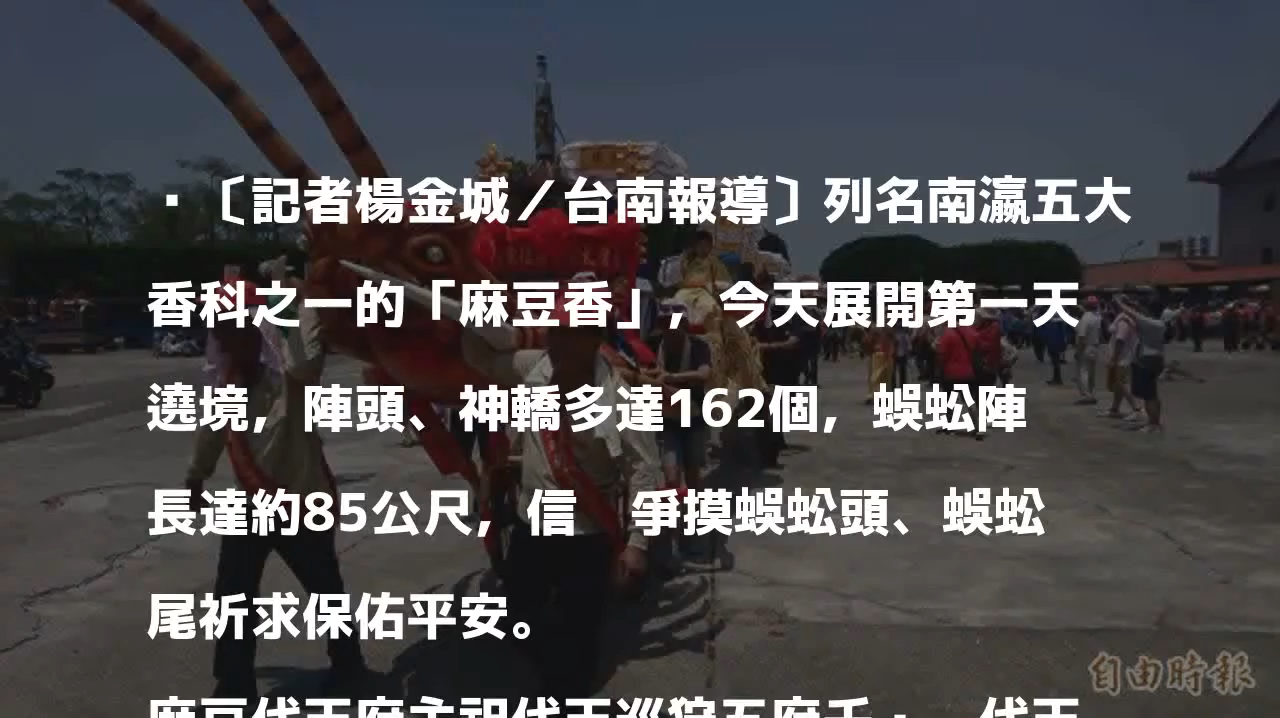 ▪〔記者楊金城／台南報導〕列名南瀛五大
香科之一的「麻豆香」，今天展開第一天
遶境，陣頭、神轎多達162個，蜈蚣陣
長達約85公尺，信　爭摸蜈蚣頭、蜈蚣
尾祈求保佑平安。
自由時報